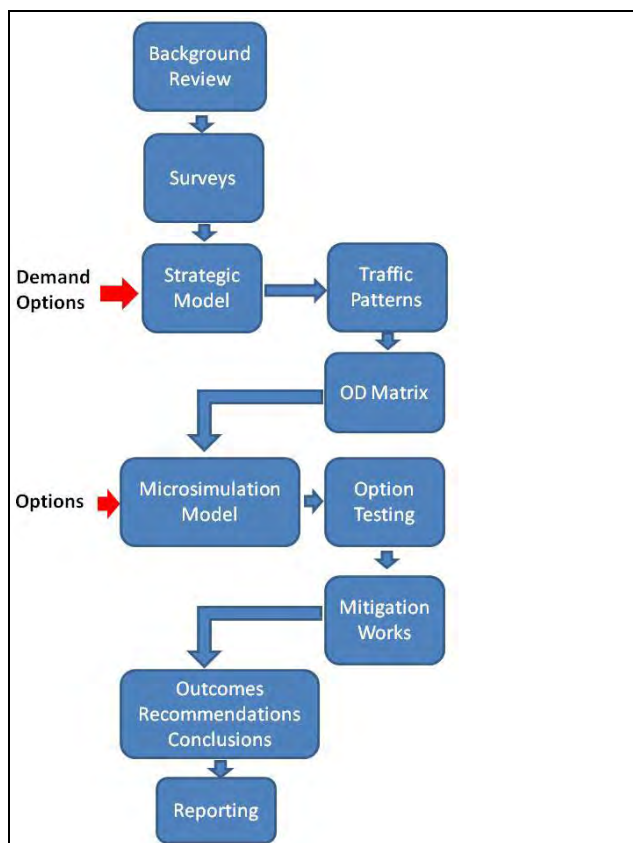 Background
Review
Surveys
Demand
Options
Strategic
Model
Traffic
Patterns
OD Matrix
Options
Microsimulation
Model
Option
Testing
Mitigation
Works
Outcomes
Recommendations
Conclusions
Reporting